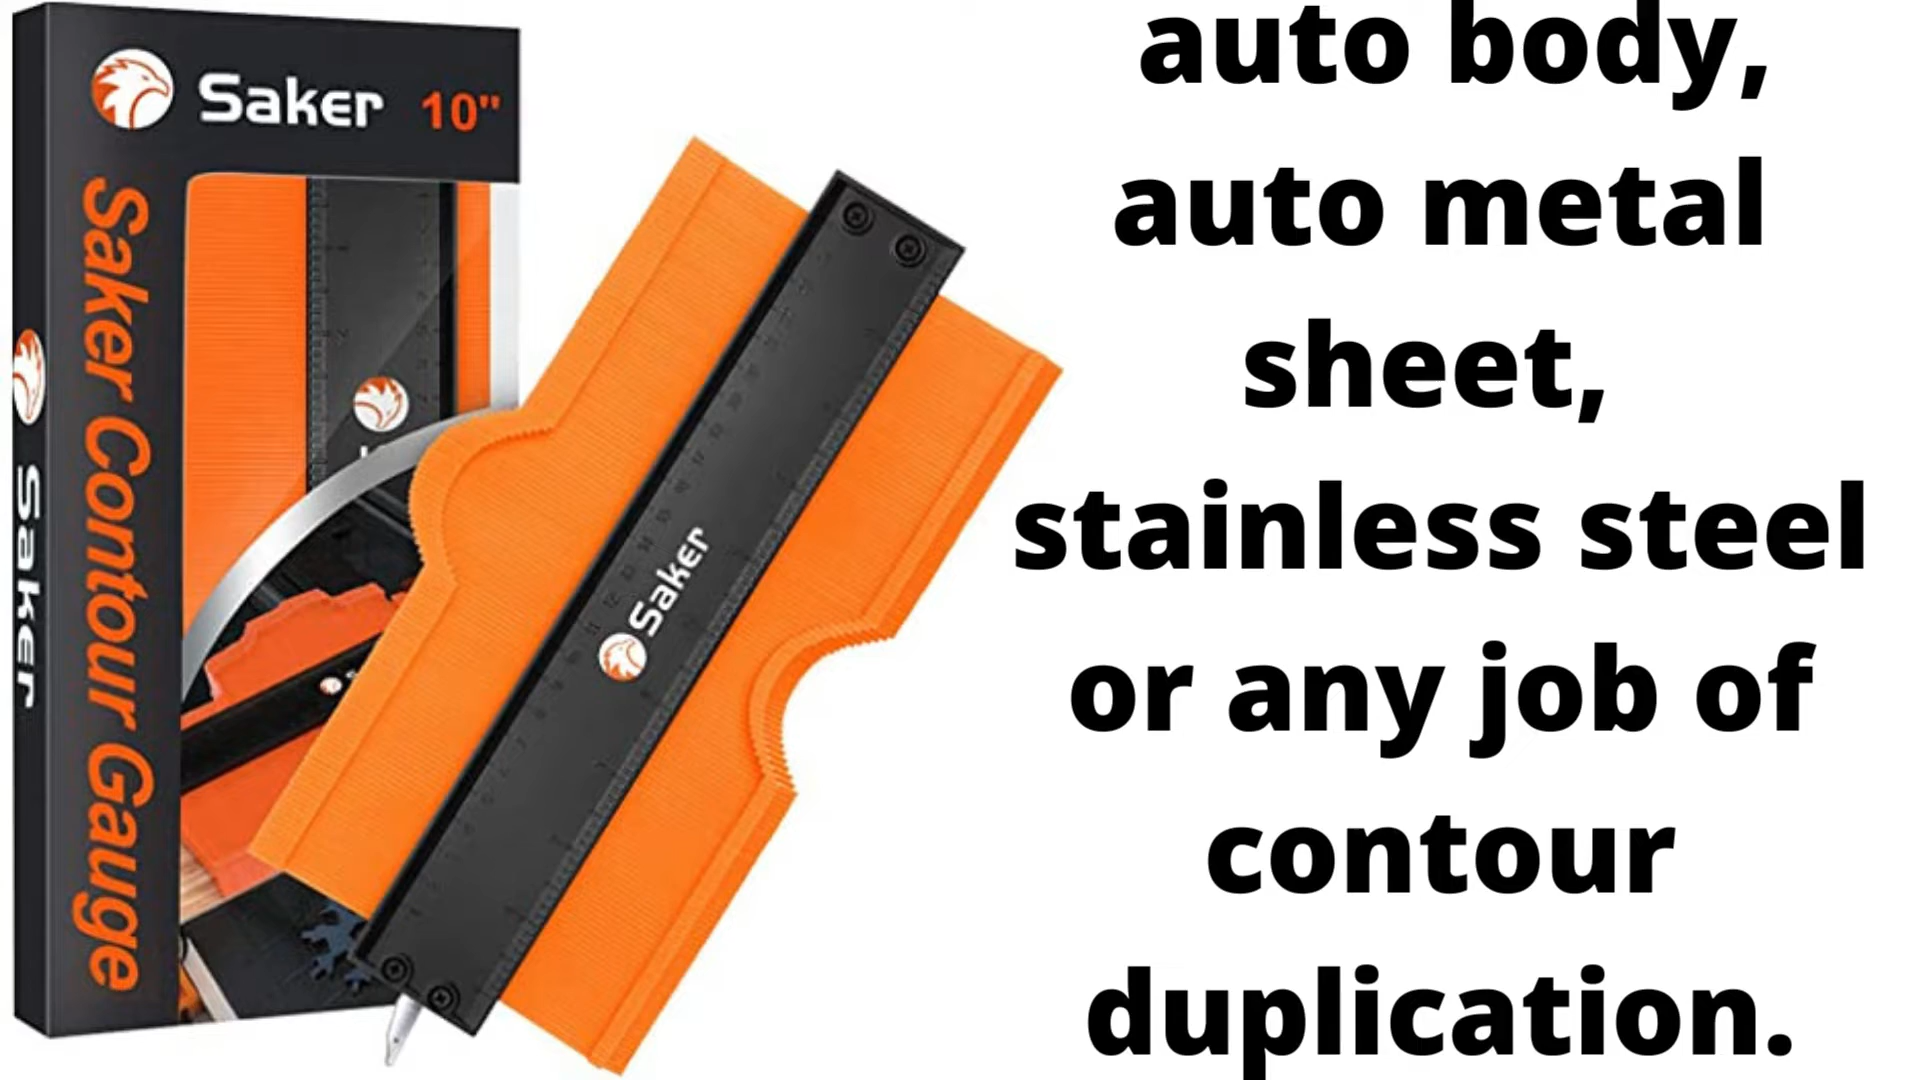 Saker 10"
Saker Contour Gauge
Saker
Saker
auto body,
auto metal
sheet,
stainless steel
or any job of
contour
duplication.